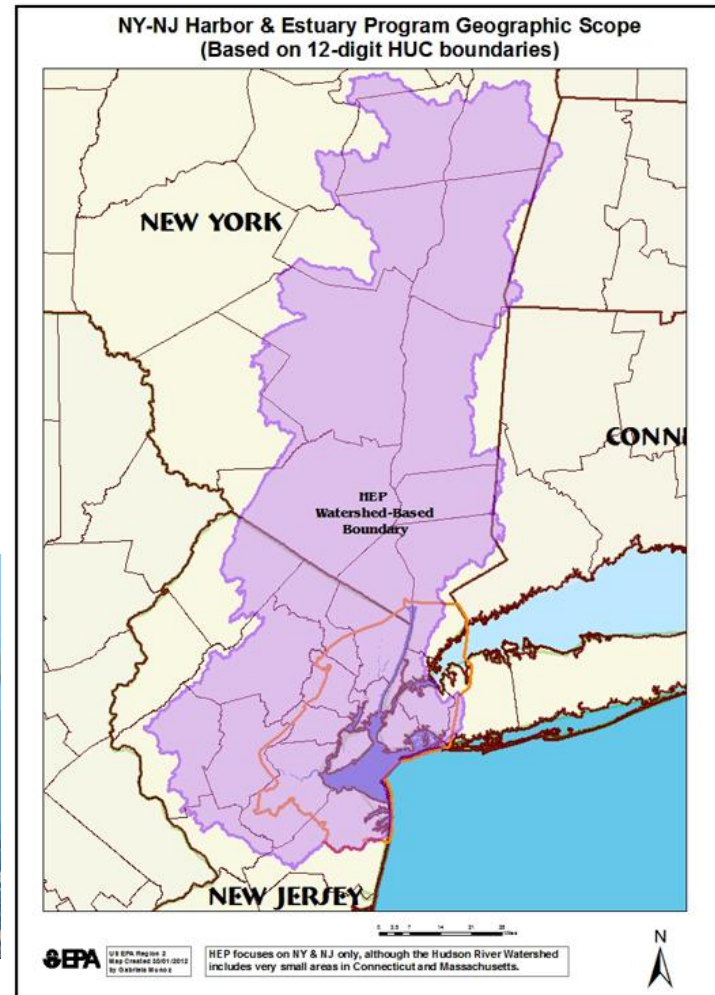 NY-NJ Harbor & Estuary Program Geographic Scope
(Based on 12-digit HUC boundaries)
NEW YORK
CONN
HEP
Watershed-Based
Boundary
NEW JERSEY
EPA
US EPA Region 2
Map Created
by Gabriela Munoz
HEP focuses on NY & NJ only, although the Hudson River Watershed
includes very small areas in Connecticut and Massachusetts.
N